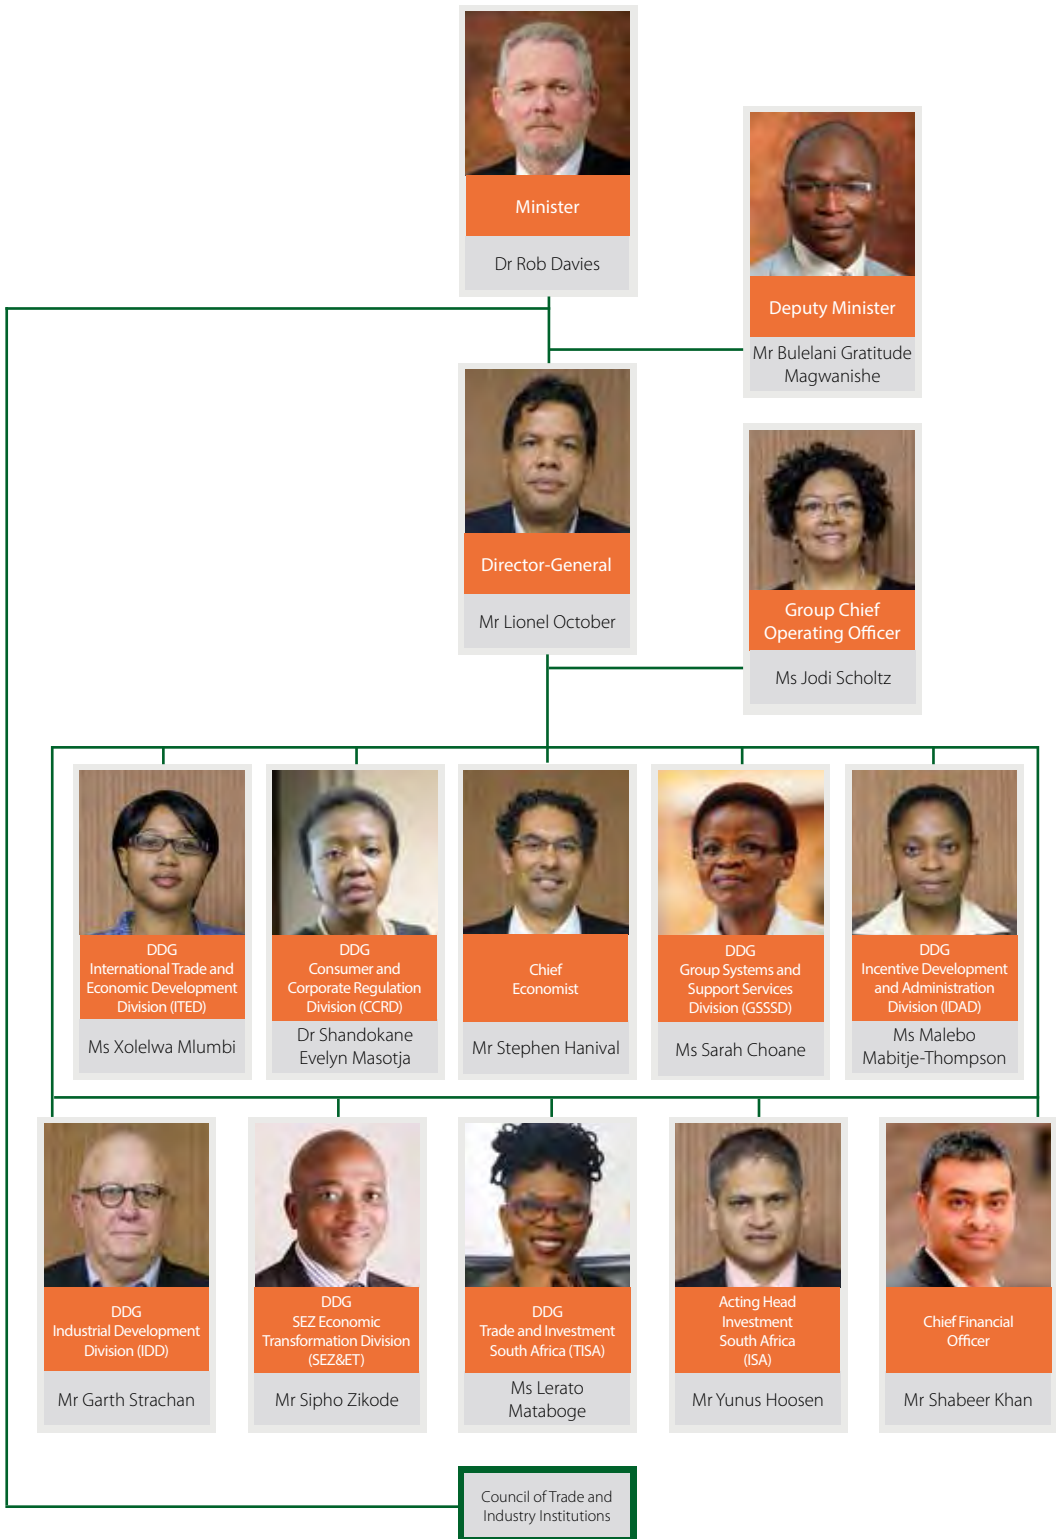 Minister
Dr Rob Davies
Deputy Minister
Mr Bulelani Gratitude
Magwanishe
Director-General
Mr Lionel October
Group Chief
Operating Officer
Ms Jodi Scholtz
DDG
International Trade and
Economic Development
Division (ITED)
Ms Xolelwa Mlumbi
DDG
Consumer and
Corporate Regulation
Division (CCRD)
Dr Shandokane
Evelyn Masotja
Chief
Economist
Mr Stephen Hanival
DDG
Group Systems and
Support Services
Division (GSSSD)
Ms Sarah Choane
DDG
Incentive Development
and Administration
Division (IDAD)
Ms Malebo
Mabitje-Thompson
DDG
Industrial Development
Division (IDD)
Mr Garth Strachan
DDG
SEZ Economic
Transformation Division
(SEZ&ET)
Mr Sipho Zikode
DDG
Trade and Investment
South Africa (TISA)
Ms Lerato
Mataboge
Acting Head
Investment
South Africa
(ISA)
Mr Yunus Hoosen
Chief Financial
Officer
Mr Shabeer Khan
Council of Trade and
Industry Institutions